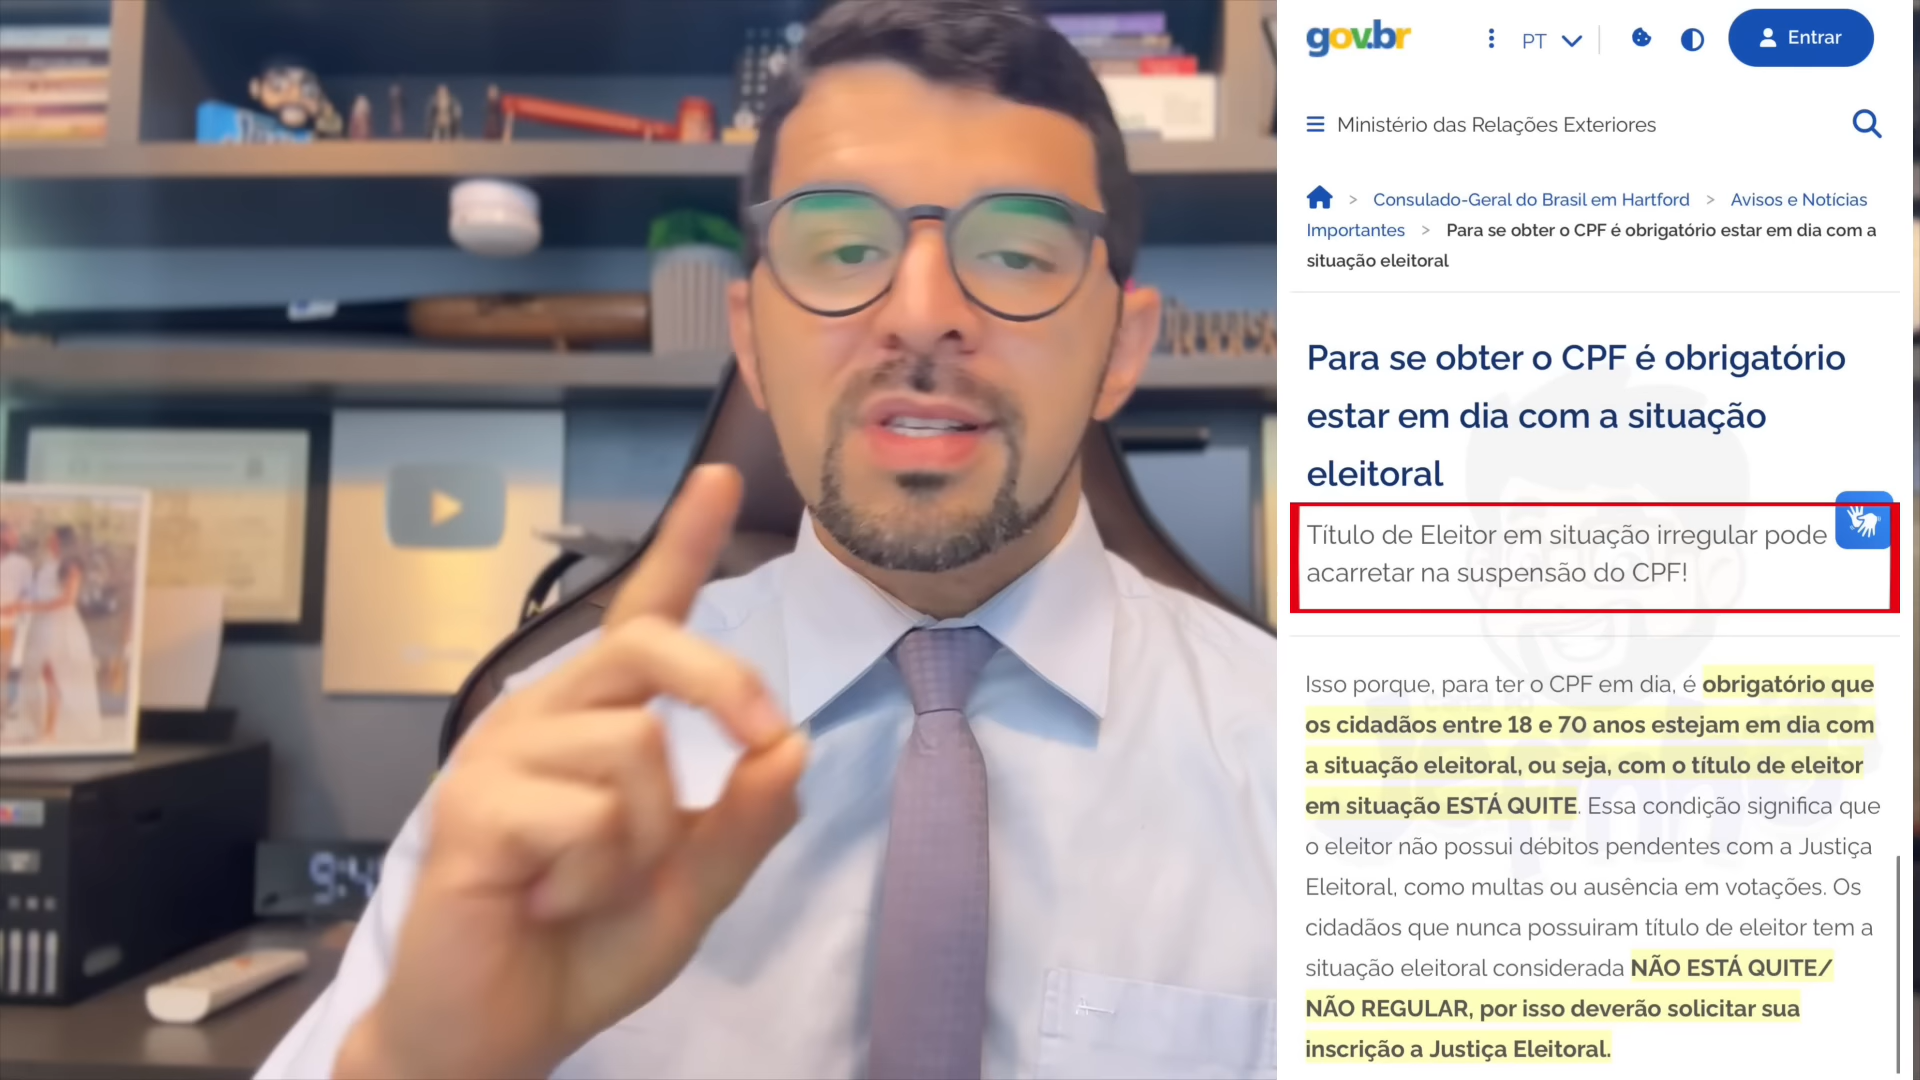 gov.br
PT
Entrar
Ministério das Relações Exteriores
> Consulado-Geral do Brasil em Hartford > Avisos e Notícias
Importantes > Para se obter o CPF é obrigatório estar em dia com a
situação eleitoral
Para se obter o CPF é obrigatório
estar em dia com a situação
eleitoral
Título de Eleitor em situação irregular pode
acarretar na suspensão do CPF!
Isso porque, para ter o CPF em dia, é obrigatório que
os cidadãos entre 18 e 70 anos estejam em dia com
a situação eleitoral, ou seja, com o título de eleitor
em situação ESTÁ QUITE. Essa condição significa que
o eleitor não possui débitos pendentes com a Justiça
Eleitoral, como multas ou ausência em votações. Os
cidadãos que nunca possuiram título de eleitor tem a
situação eleitoral considerada NÃO ESTÁ QUITE/
NÃO REGULAR, por isso deverão solicitar sua
inscrição a Justiça Eleitoral.